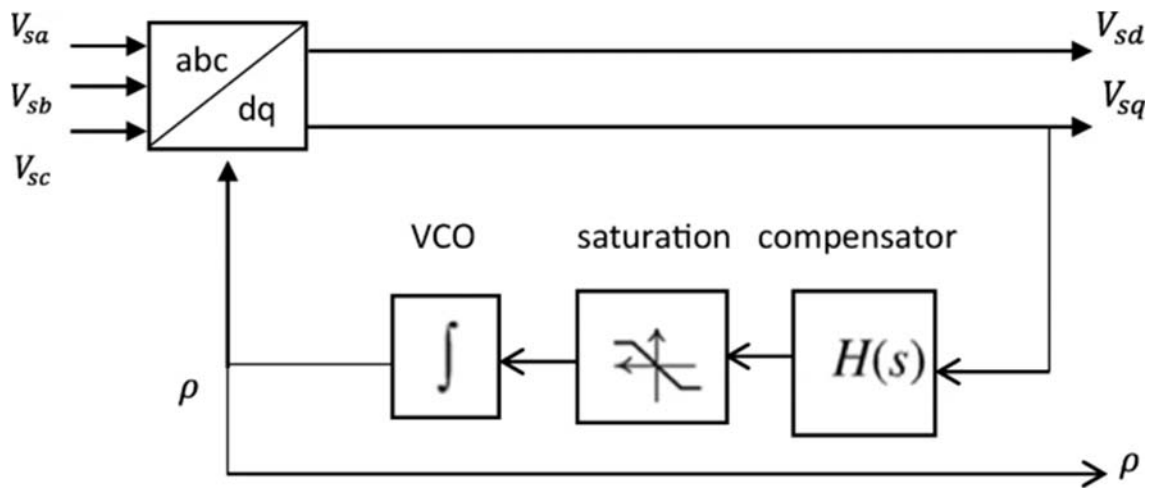 V_sa
V_sb
V_sc
abc
dq
V_sd
V_sq
VCO
saturation
compensator
∫
H(s)
ρ
ρ